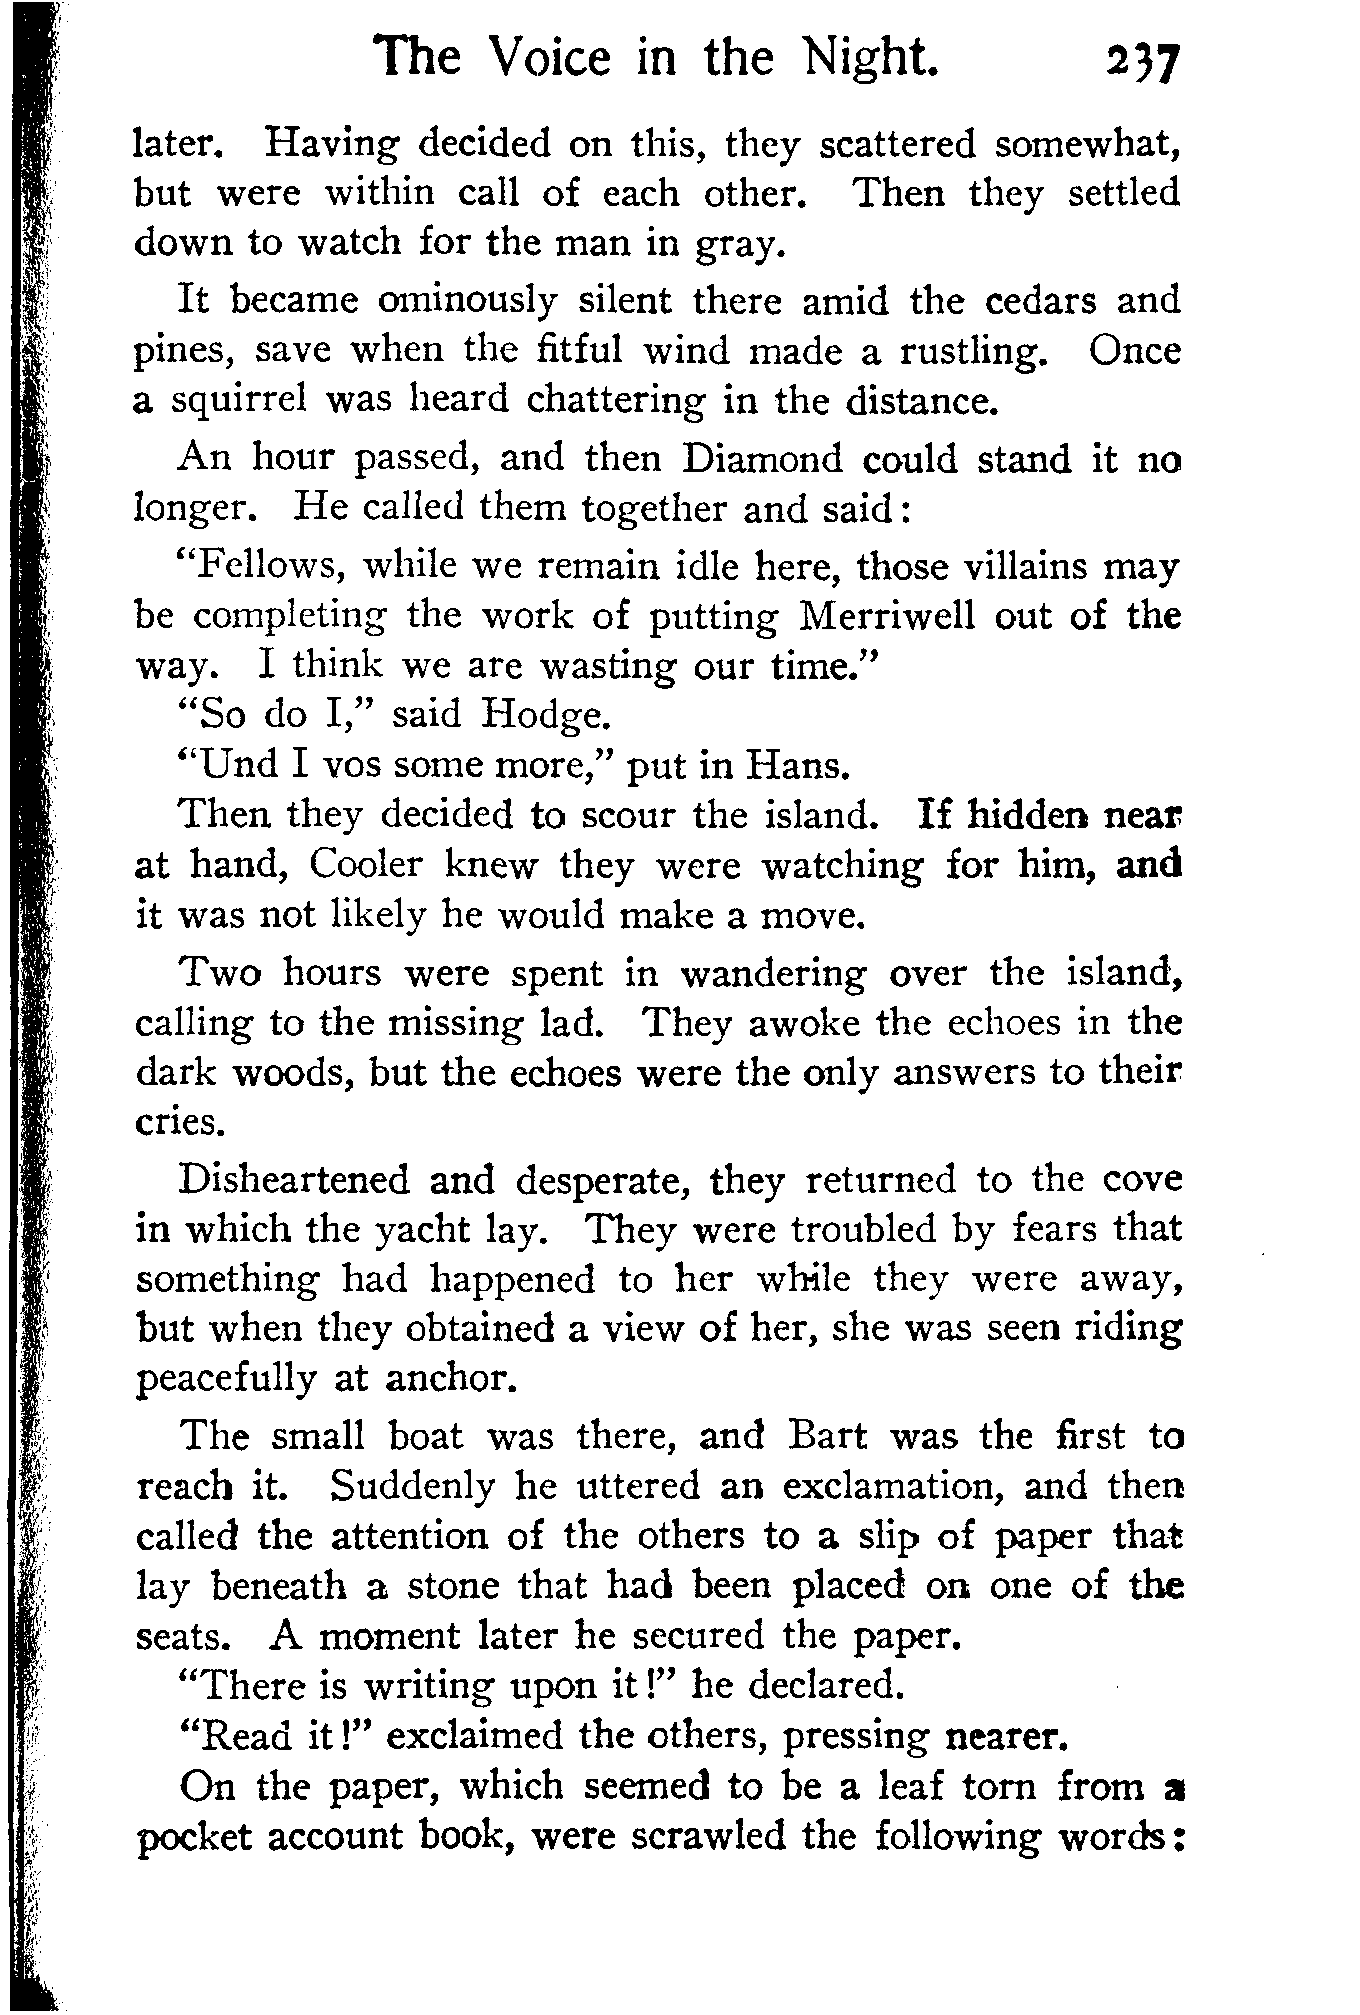 The Voice in the Night. 237
later. Having decided on this, they scattered somewhat,
but were within call of each other. Then they settled
down to watch for the man in gray.
It became ominously silent there amid the cedars and
pines, save when the fitful wind made a rustling. Once
a squirrel was heard chattering in the distance.
An hour passed, and then Diamond could stand it no
longer. He called them together and said:
“Fellows, while we remain idle here, those villains may
be completing the work of putting Merriwell out of the
way. I think we are wasting our time.”
“So do I,” said Hodge.
“Und I vos some more,” put in Hans.
Then they decided to scour the island. If hidden near
at hand, Cooler knew they were watching for him, and
it was not likely he would make a move.
Two hours were spent in wandering over the island,
calling to the missing lad. They awoke the echoes in the
dark woods, but the echoes were the only answers to their
cries.
Disheartened and desperate, they returned to the cove
in which the yacht lay. They were troubled by fears that
something had happened to her while they were away,
but when they obtained a view of her, she was seen riding
peacefully at anchor.
The small boat was there, and Bart was the first to
reach it. Suddenly he uttered an exclamation, and then
called the attention of the others to a slip of paper that
lay beneath a stone that had been placed on one of the
seats. A moment later he secured the paper.
“There is writing upon it!” he declared.
“Read it!” exclaimed the others, pressing nearer.
On the paper, which seemed to be a leaf torn from a
pocket account book, were scrawled the following words: